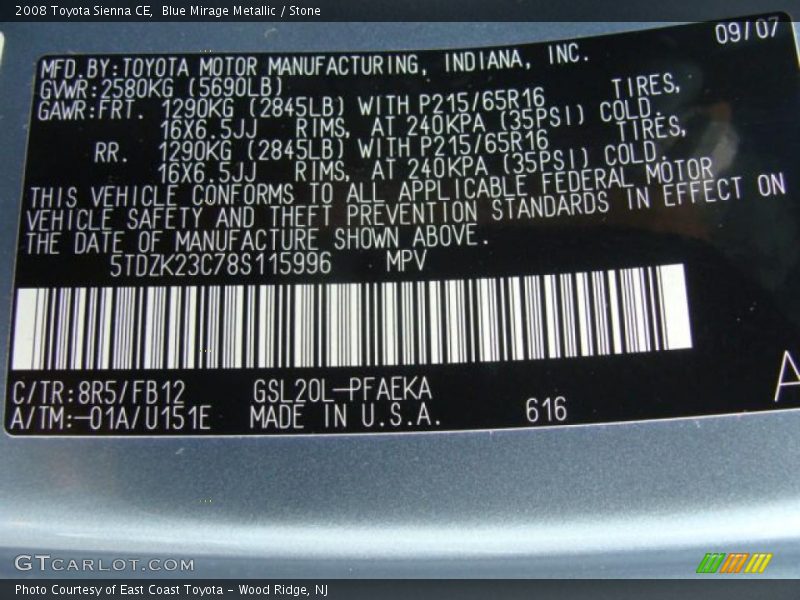 2008 Toyota Sienna CE,  Blue Mirage Metallic / Stone
09/07
MFD.BY:TOYOTA MOTOR MANUFACTURING, INDIANA, INC.
GVWR:2580KG (5690LB)
GAWR:FRT. 1290KG (2845LB) WITH P215/65R16 TIRES,
16X6.5JJ RIMS, AT 240KPA (35PSI) COLD.
RR. 1290KG (2845LB) WITH P215/65R16 TIRES,
16X6.5JJ RIMS, AT 240KPA (35PSI) COLD.
THIS VEHICLE CONFORMS TO ALL APPLICABLE FEDERAL MOTOR
VEHICLE SAFETY AND THEFT PREVENTION STANDARDS IN EFFECT ON
THE DATE OF MANUFACTURE SHOWN ABOVE.
5TDZK23C78S115996 MPV
C/TR:8R5/FB12 GSL20L-PFAEKA A
A/TM:-01A/U151E MADE IN U.S.A. 616
GTCARLOT.COM
Photo Courtesy of East Coast Toyota - Wood Ridge, NJ